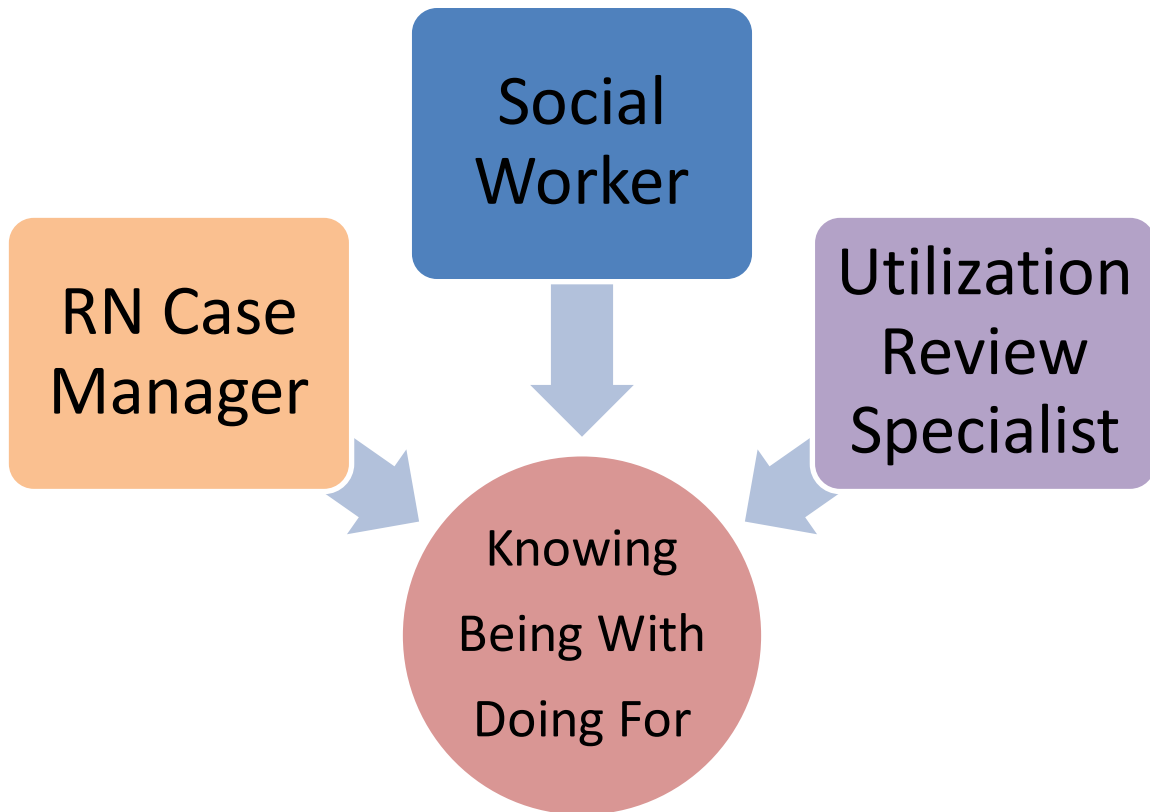 Social
Worker
RN Case
Manager
Utilization
Review
Specialist
Knowing
Being With
Doing For